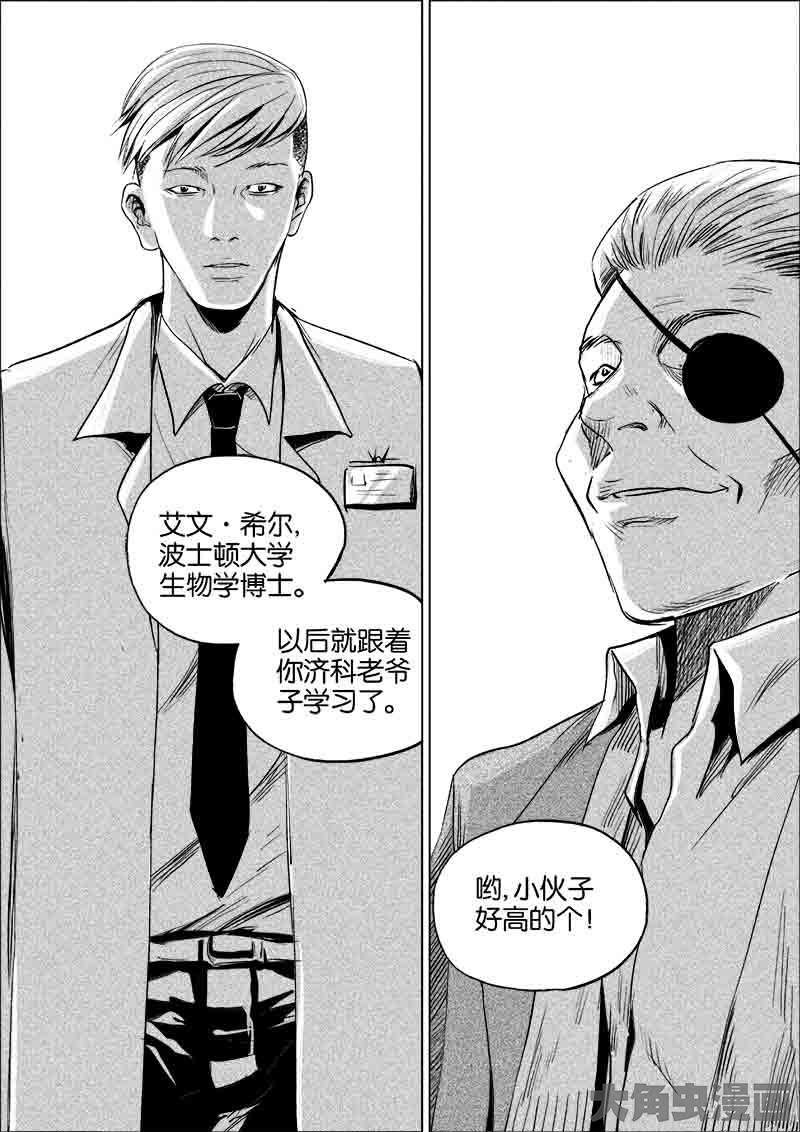 艾文·希尔,
波士顿大学
生物学博士。
以后就跟着
你济科老爷
子学习了。
哟,小伙子
好高的个!
大角虫漫画